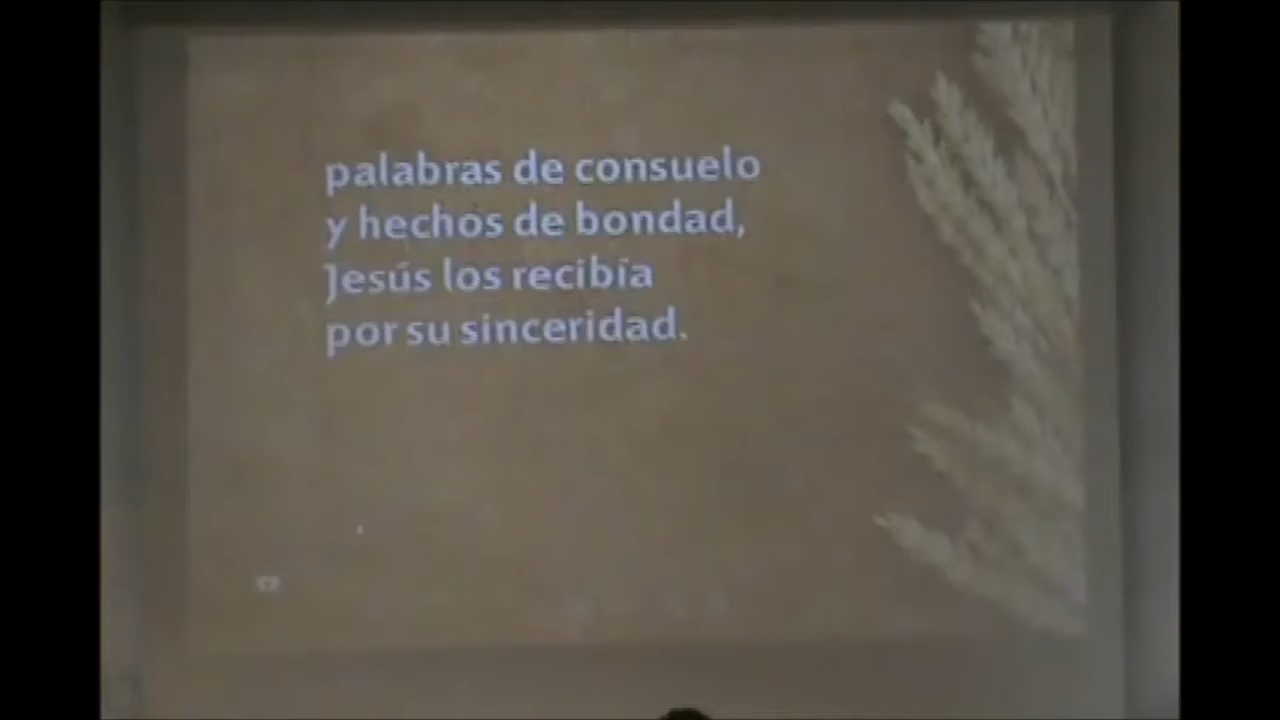 palabras de consuelo
y hechos de bondad,
Jesús los recibía
por su sinceridad.